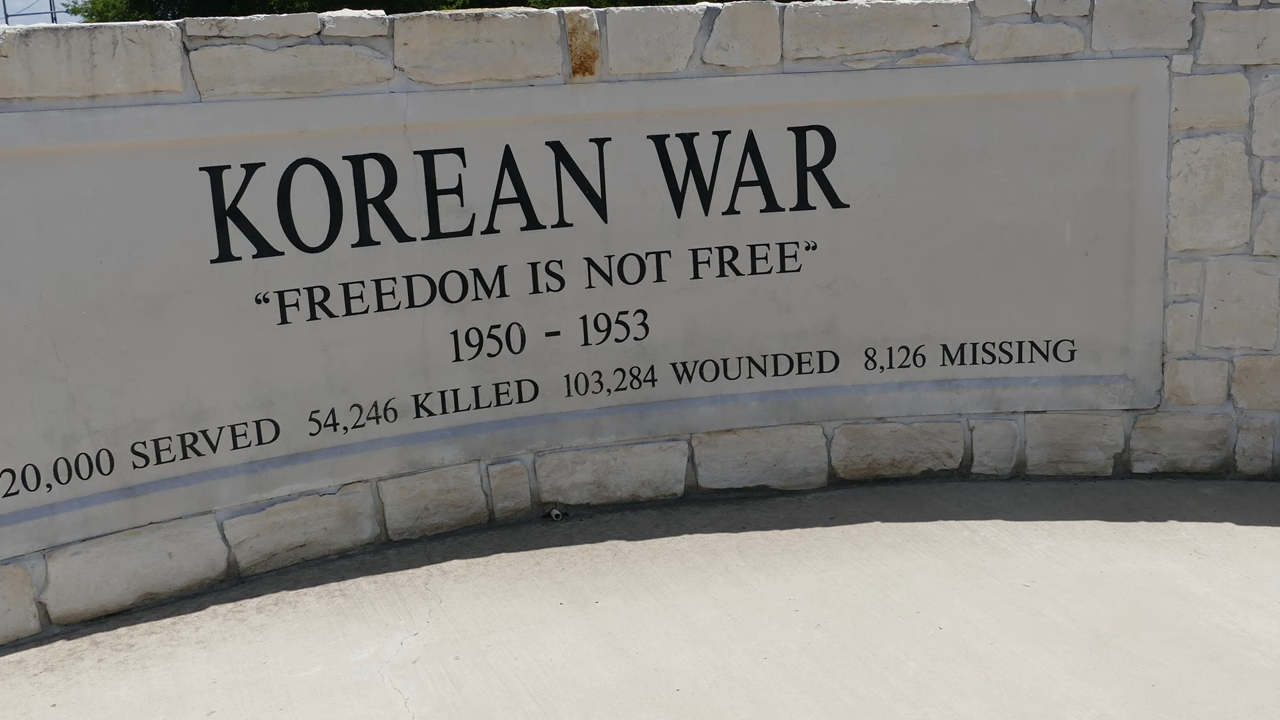 KOREAN WAR
“FREEDOM IS NOT FREE”
1950 - 1953
20,000 SERVED 54,246 KILLED 103,284 WOUNDED 8,126 MISSING